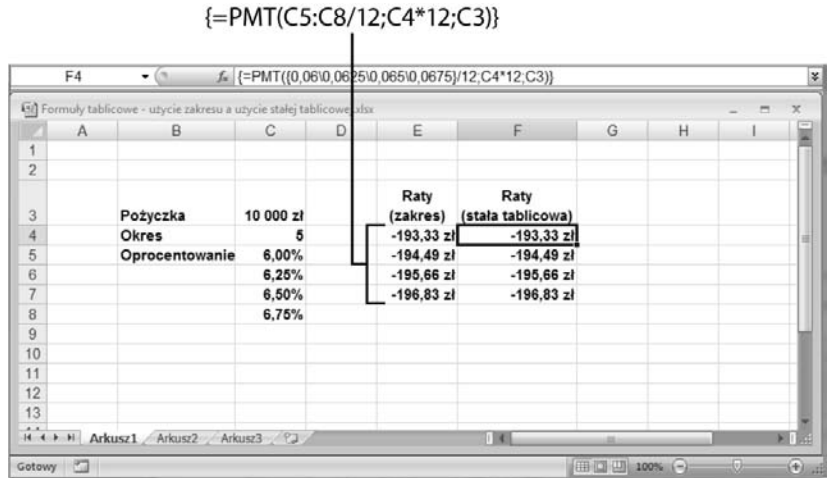 {=PMT(C5:C8/12;C4*12;C3)}
F4 fx {=PMT({0,06\0,0625\0,065\0,0675}/12;C4*12;C3)}
Formuły tablicowe - użycie zakresu a użycie stałej tablicowej.xlsx
A B C D E F G H I
1
2
Raty Raty
3 Pożyczka 10 000 zł (zakres) (stała tablicowa)
4 Okres 5 -193,33 zł -193,33 zł
5 Oprocentowanie 6,00% -194,49 zł -194,49 zł
6 6,25% -195,66 zł -195,66 zł
7 6,50% -196,83 zł -196,83 zł
8 6,75%
9
10
11
12
13
Arkusz1 Arkusz2 Arkusz3
Gotowy 100%